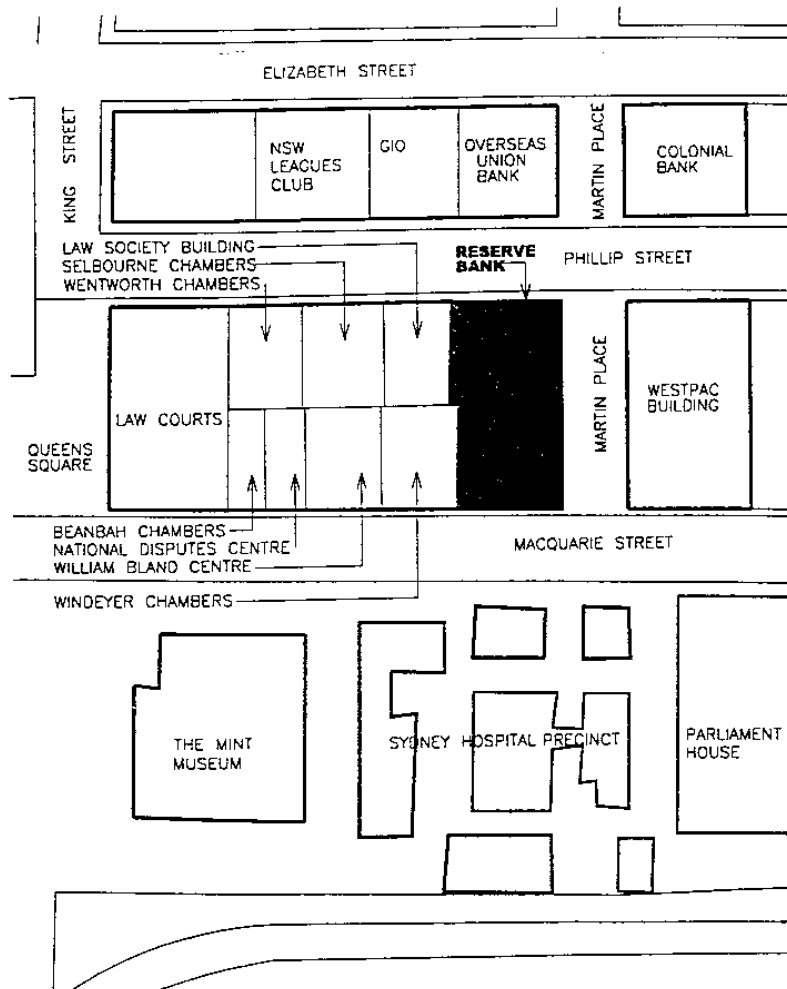 ELIZABETH STREET
KING STREET
NSW
LEAGUES
CLUB
GIO
OVERSEAS
UNION
BANK
MARTIN PLACE
COLONIAL
BANK
LAW SOCIETY BUILDING
SELBOURNE CHAMBERS
WENTWORTH CHAMBERS
RESERVE
BANK
PHILLIP STREET
LAW COURTS
MARTIN PLACE
WESTPAC
BUILDING
QUEENS
SQUARE
BEANBAH CHAMBERS
NATIONAL DISPUTES CENTRE
WILLIAM BLAND CENTRE
MACQUARIE STREET
WINDEYER CHAMBERS
THE MINT
MUSEUM
SYDNEY HOSPITAL PRECINCT
PARLIAMENT
HOUSE